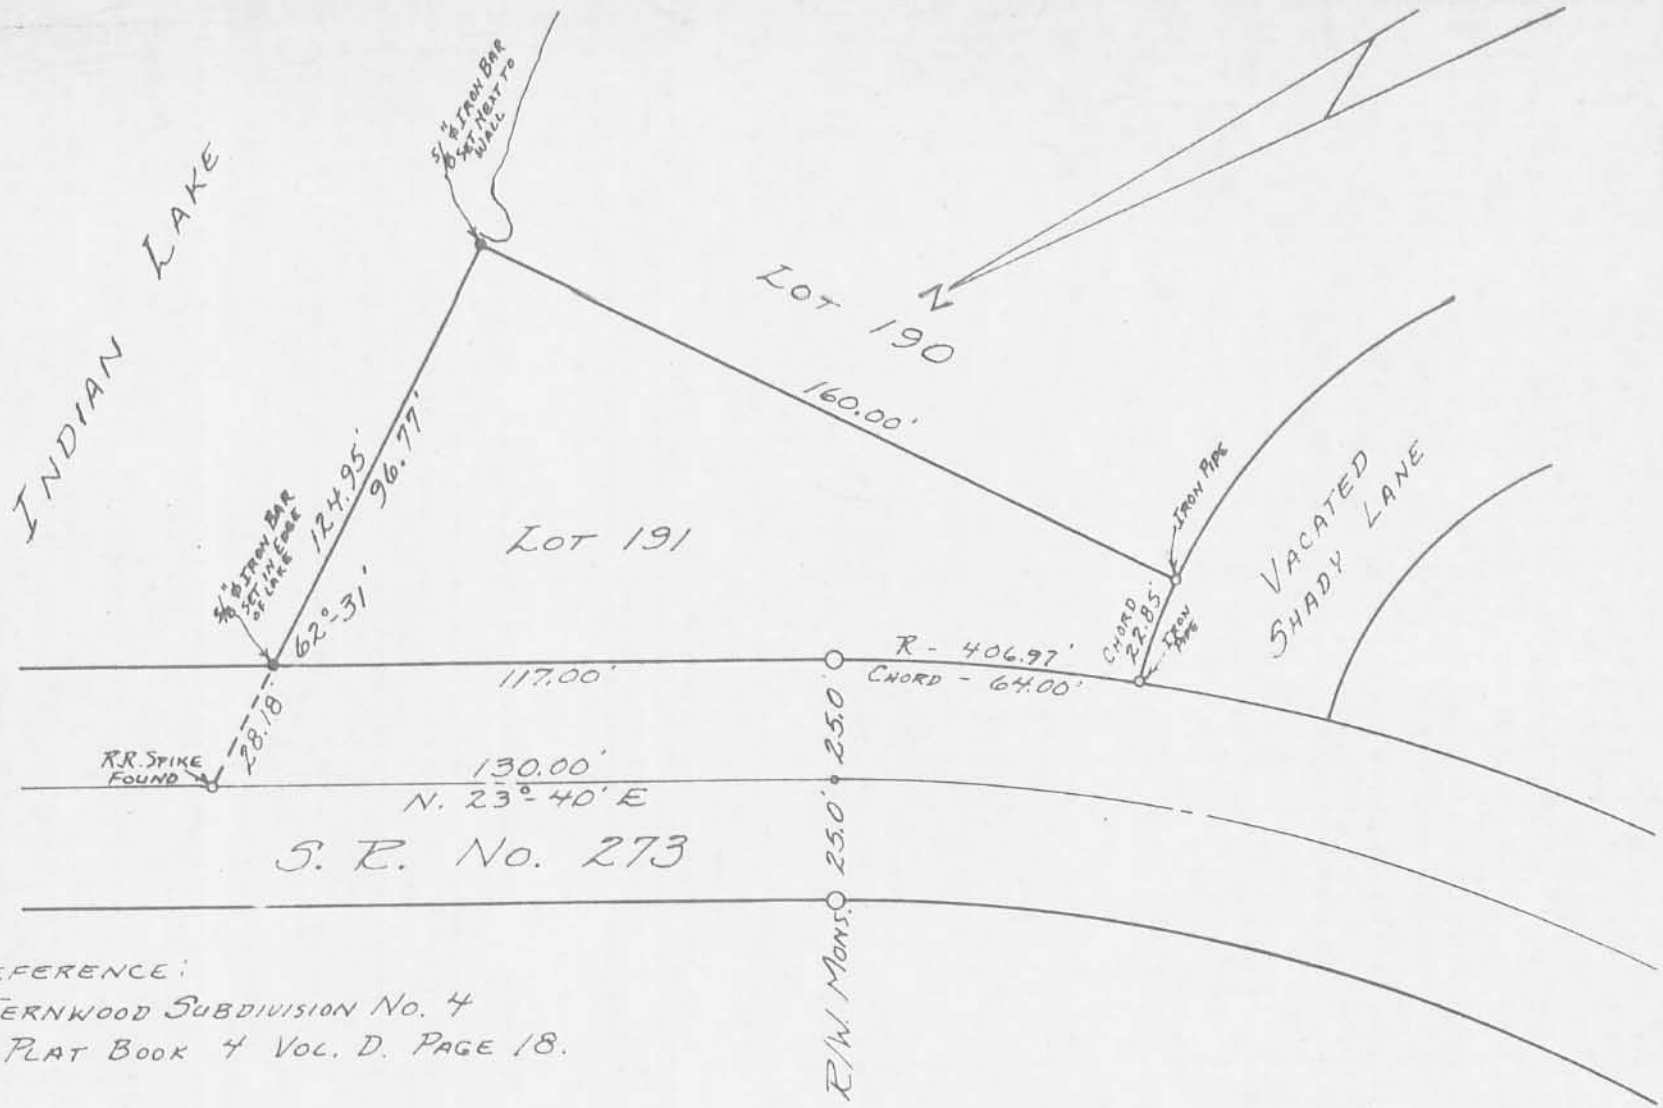 INDIAN LAKE
5/8" ϕ IRON BAR
SET NEXT TO
WALL
N
LOT 190
160.00'
124.95'
96.77'
5/8" ϕ IRON BAR
SET IN EDGE
OF LAKE
62°-31'
LOT 191
IRON PIPE
VACATED
SHADY LANE
CHORD
22.85'
IRON
PIPE
R - 406.97'
CHORD - 64.00'
117.00'
28.18
R.R. SPIKE
FOUND
130.00'
N. 23°-40' E
25.0'
25.0'
S. R. No. 273
R/W. MONS.
EFERENCE:
ERNWOOD SUBDIVISION No. 4
PLAT BOOK 4 VOL. D. PAGE 18.